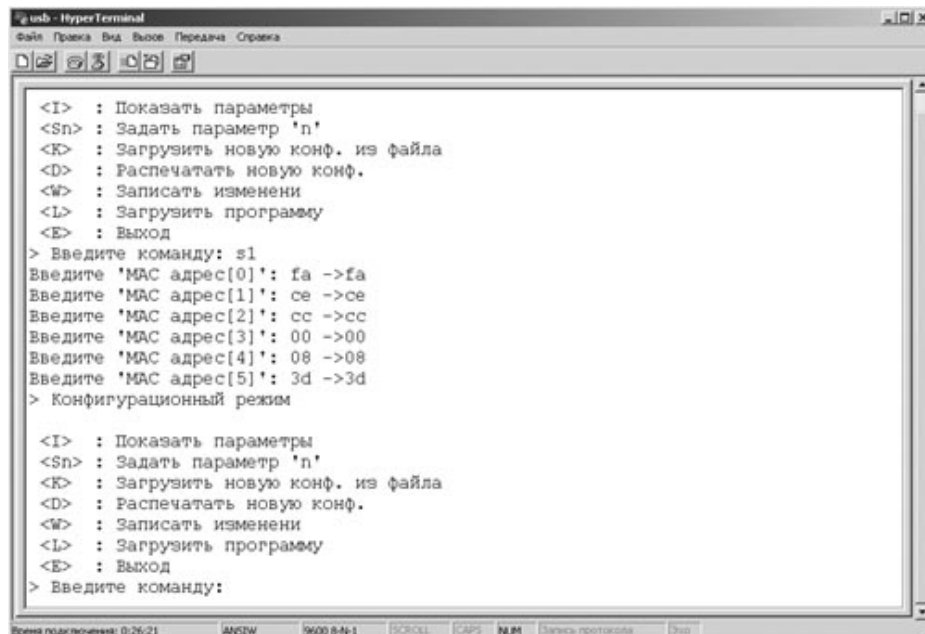 usb - HyperTerminal
Файл Правка Вид Вызов Передача Справка
<I> : Показать параметры
<Sn> : Задать параметр 'n'
<K> : Загрузить новую конф. из файла
<D> : Распечатать новую конф.
<W> : Записать изменени
<L> : Загрузить программу
<E> : Выход
> Введите команду: s1
Введите 'MAC адрес[0]': fa ->fa
Введите 'MAC адрес[1]': ce ->ce
Введите 'MAC адрес[2]': cc ->cc
Введите 'MAC адрес[3]': 00 ->00
Введите 'MAC адрес[4]': 08 ->08
Введите 'MAC адрес[5]': 3d ->3d
> Конфигурационный режим
<I> : Показать параметры
<Sn> : Задать параметр 'n'
<K> : Загрузить новую конф. из файла
<D> : Распечатать новую конф.
<W> : Записать изменени
<L> : Загрузить программу
<E> : Выход
> Введите команду:
Время подключения: 0:26:21 ANSIW 9600 8-N-1 SCROLL CAPS NUM Запись протокола Эхо